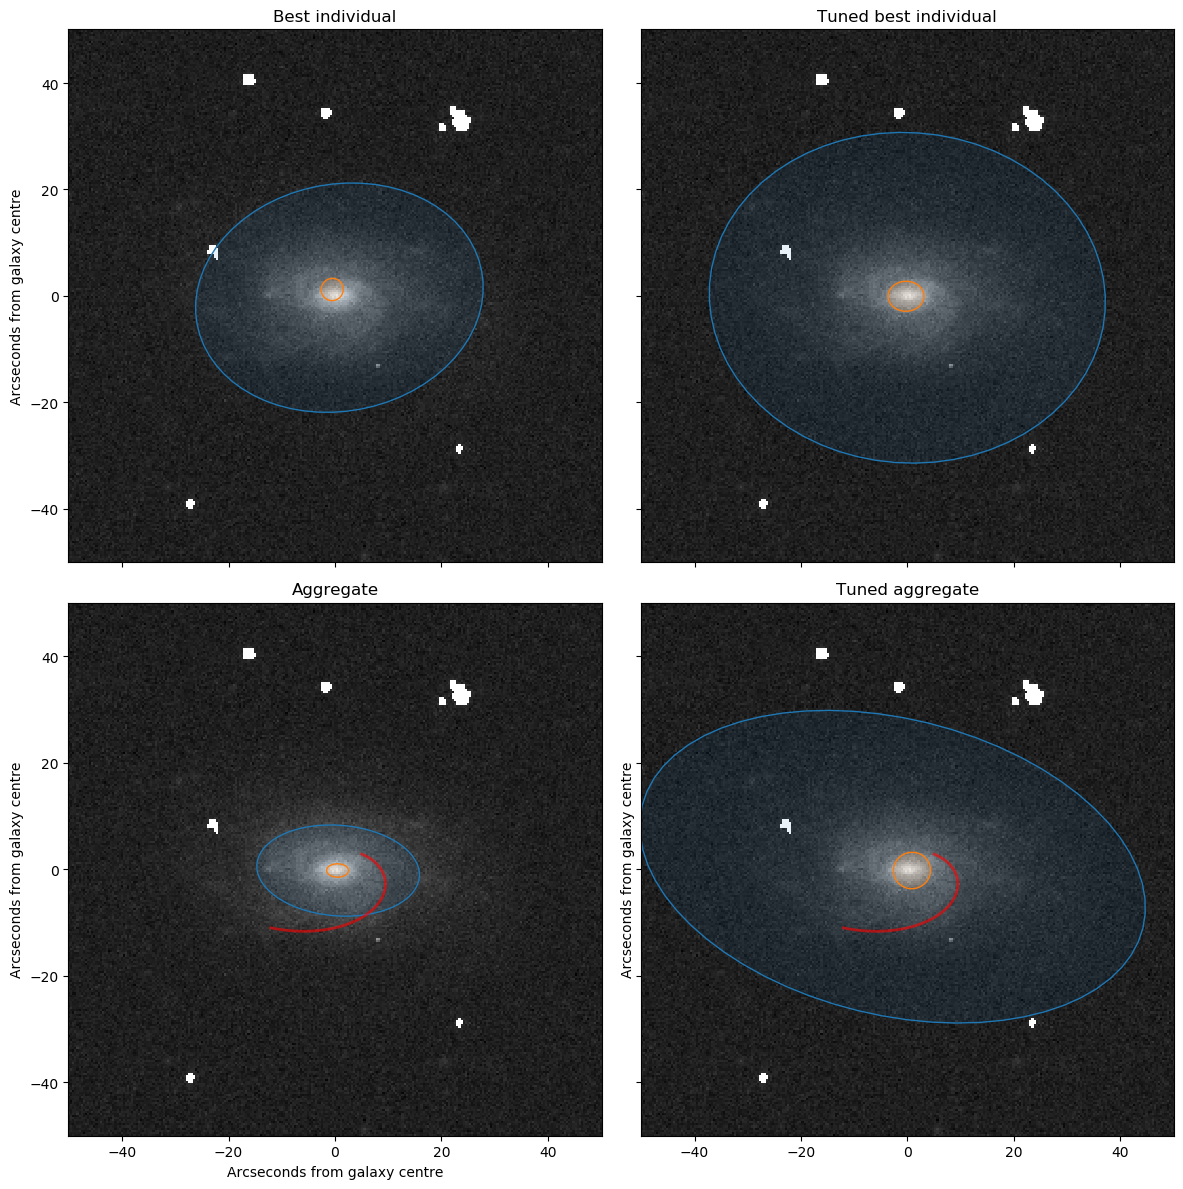 Best individual
Tuned best individual
40
20
0
−20
−40
Arcseconds from galaxy centre
Aggregate
Tuned aggregate
40
20
0
−20
−40
Arcseconds from galaxy centre
Arcseconds from galaxy centre
−40 −20 0 20 40
−40 −20 0 20 40
Arcseconds from galaxy centre